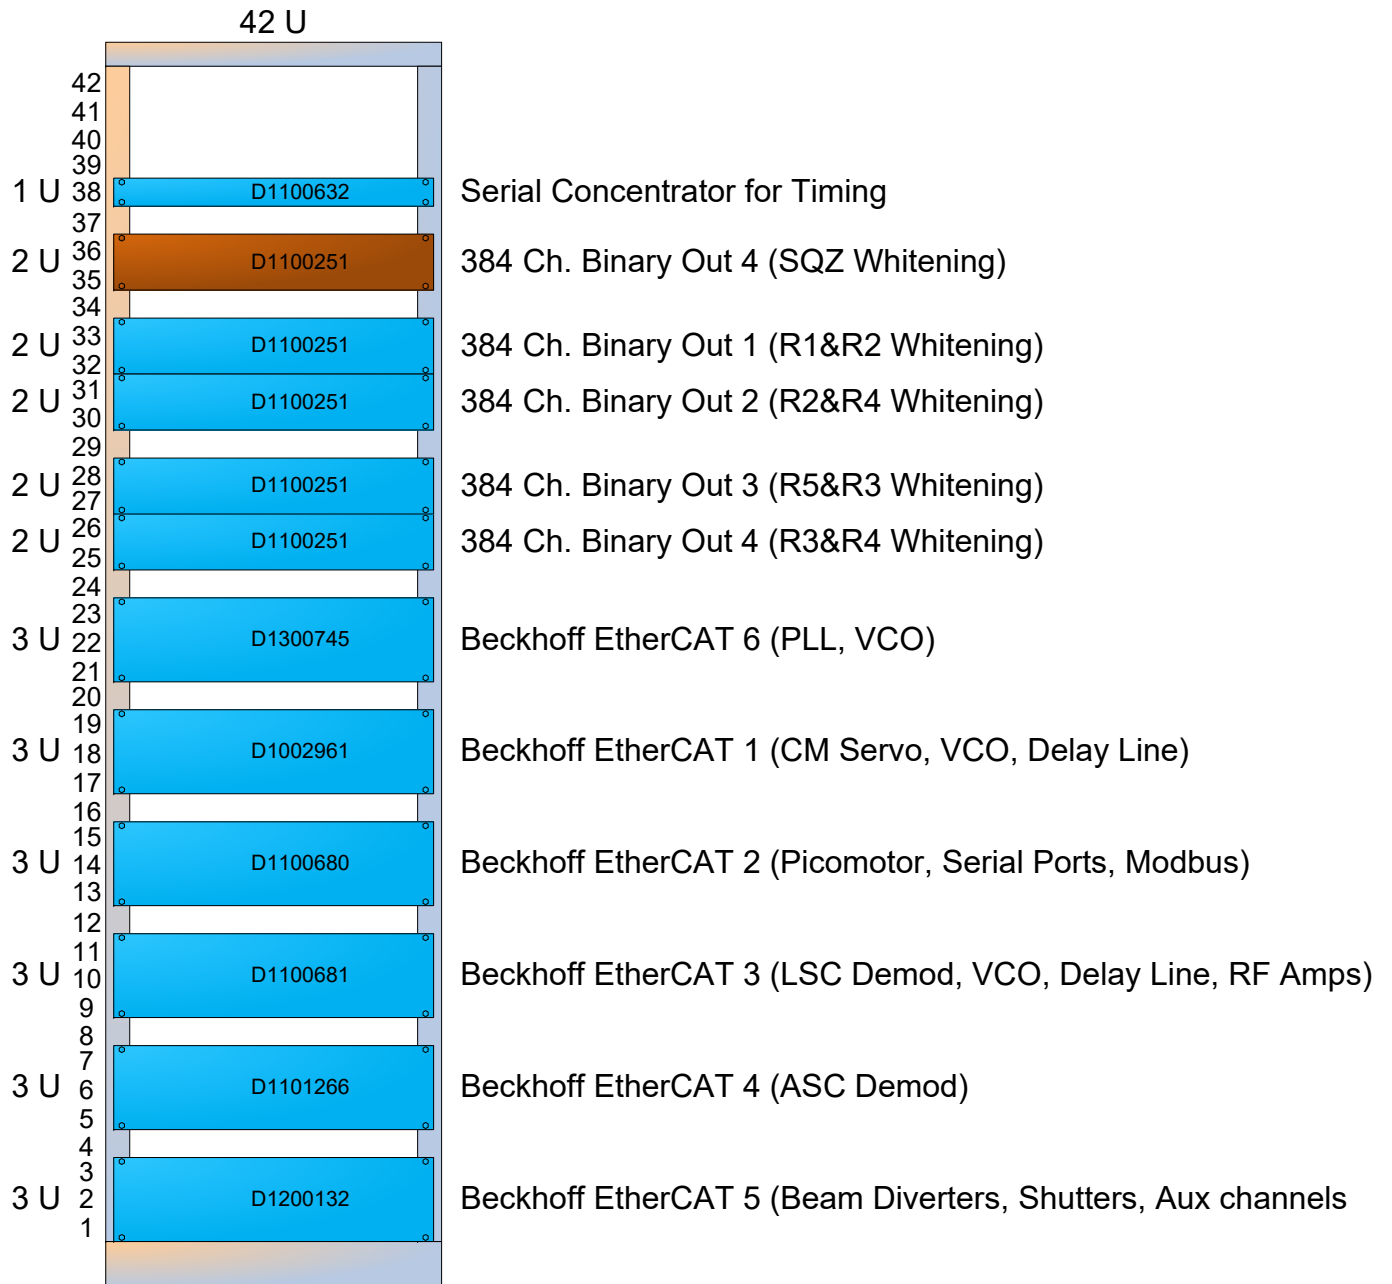 42 U
42
41
40
39
1 U 38 D1100632 Serial Concentrator for Timing
37
36
2 U D1100251 384 Ch. Binary Out 4 (SQZ Whitening)
35
34
33
2 U D1100251 384 Ch. Binary Out 1 (R1&R2 Whitening)
32
31
2 U D1100251 384 Ch. Binary Out 2 (R2&R4 Whitening)
30
29
28
2 U D1100251 384 Ch. Binary Out 3 (R5&R3 Whitening)
27
26
2 U D1100251 384 Ch. Binary Out 4 (R3&R4 Whitening)
25
24
23
3 U 22 D1300745 Beckhoff EtherCAT 6 (PLL, VCO)
21
20
19
3 U 18 D1002961 Beckhoff EtherCAT 1 (CM Servo, VCO, Delay Line)
17
16
15
3 U 14 D1100680 Beckhoff EtherCAT 2 (Picomotor, Serial Ports, Modbus)
13
12
11
3 U 10 D1100681 Beckhoff EtherCAT 3 (LSC Demod, VCO, Delay Line, RF Amps)
9
8
7
3 U 6 D1101266 Beckhoff EtherCAT 4 (ASC Demod)
5
4
3
3 U 2 D1200132 Beckhoff EtherCAT 5 (Beam Diverters, Shutters, Aux channels
1